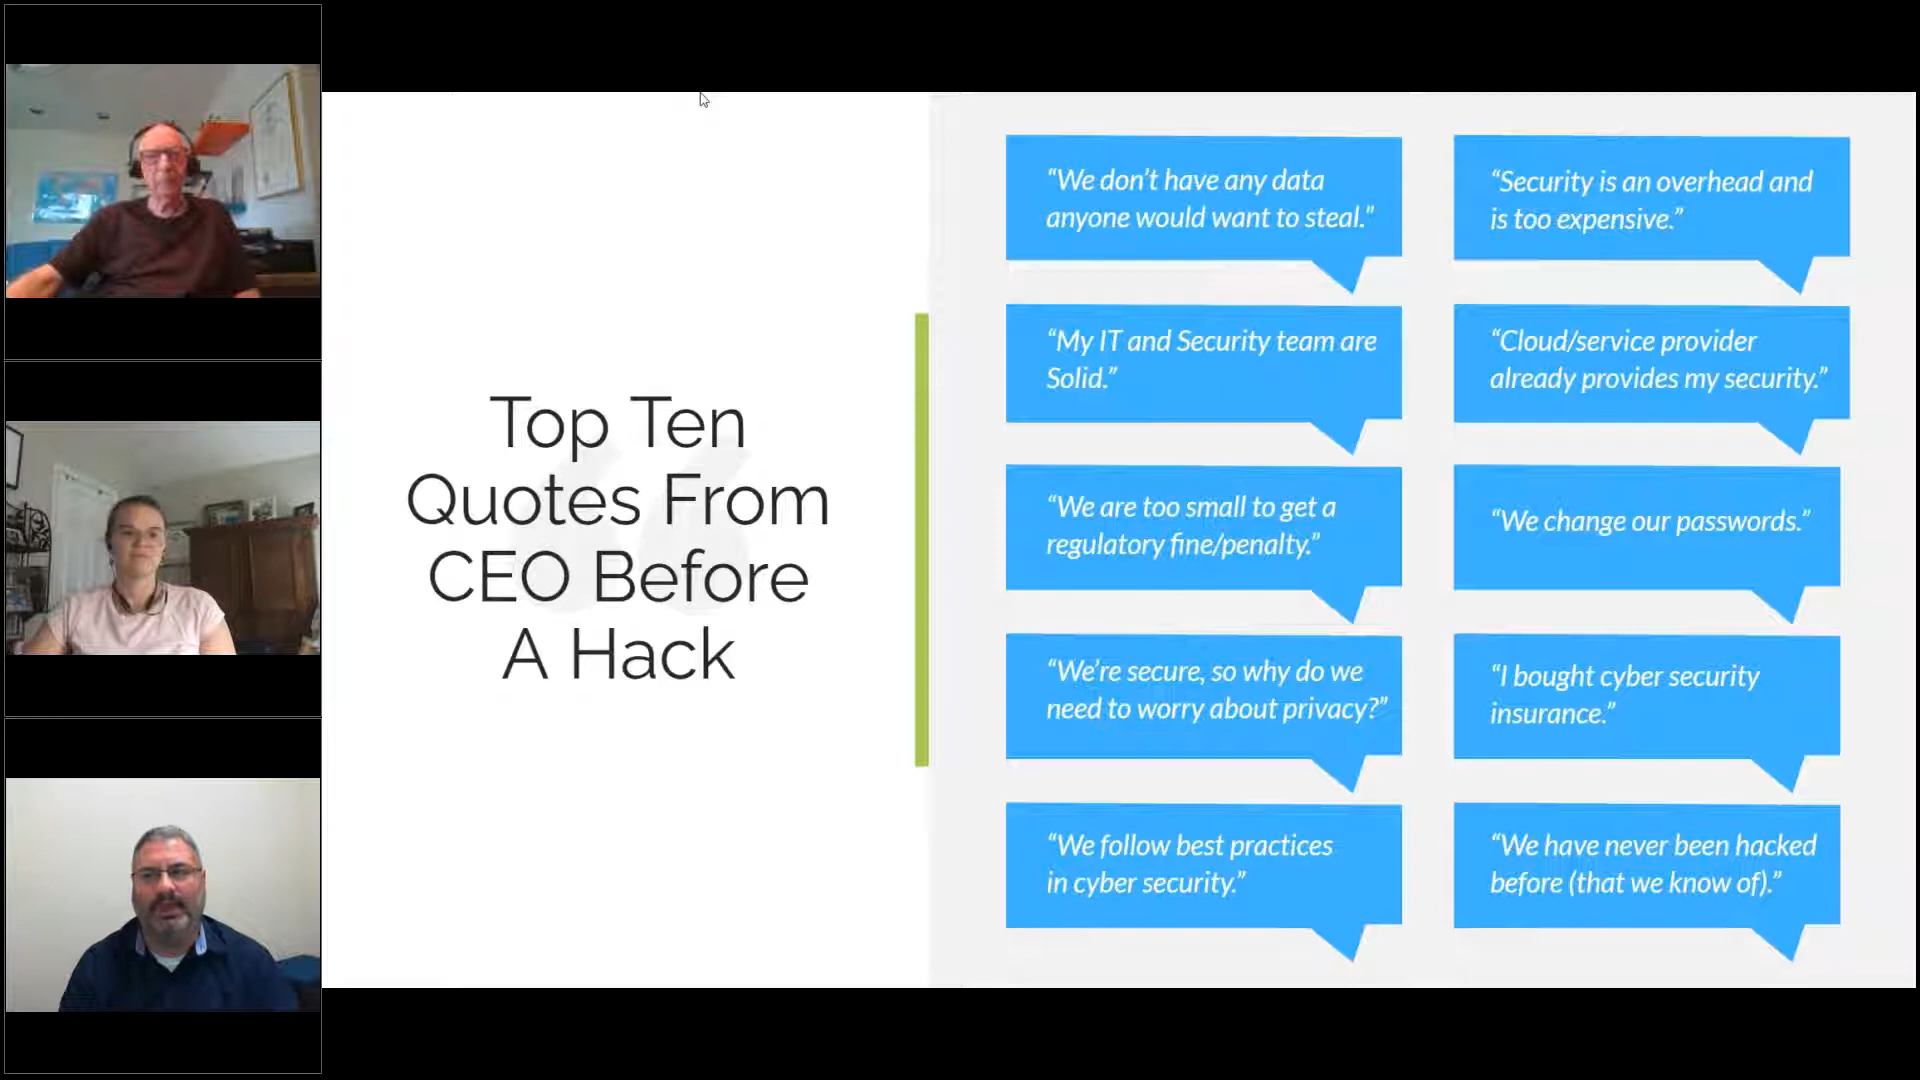 Top Ten
Quotes From
CEO Before
A Hack
“We don’t have any data
anyone would want to steal.”
“Security is an overhead and
is too expensive.”
“My IT and Security team are
Solid.”
“Cloud/service provider
already provides my security.”
“We are too small to get a
regulatory fine/penalty.”
“We change our passwords.”
“We’re secure, so why do we
need to worry about privacy?”
“I bought cyber security
insurance.”
“We follow best practices
in cyber security.”
“We have never been hacked
before (that we know of).”